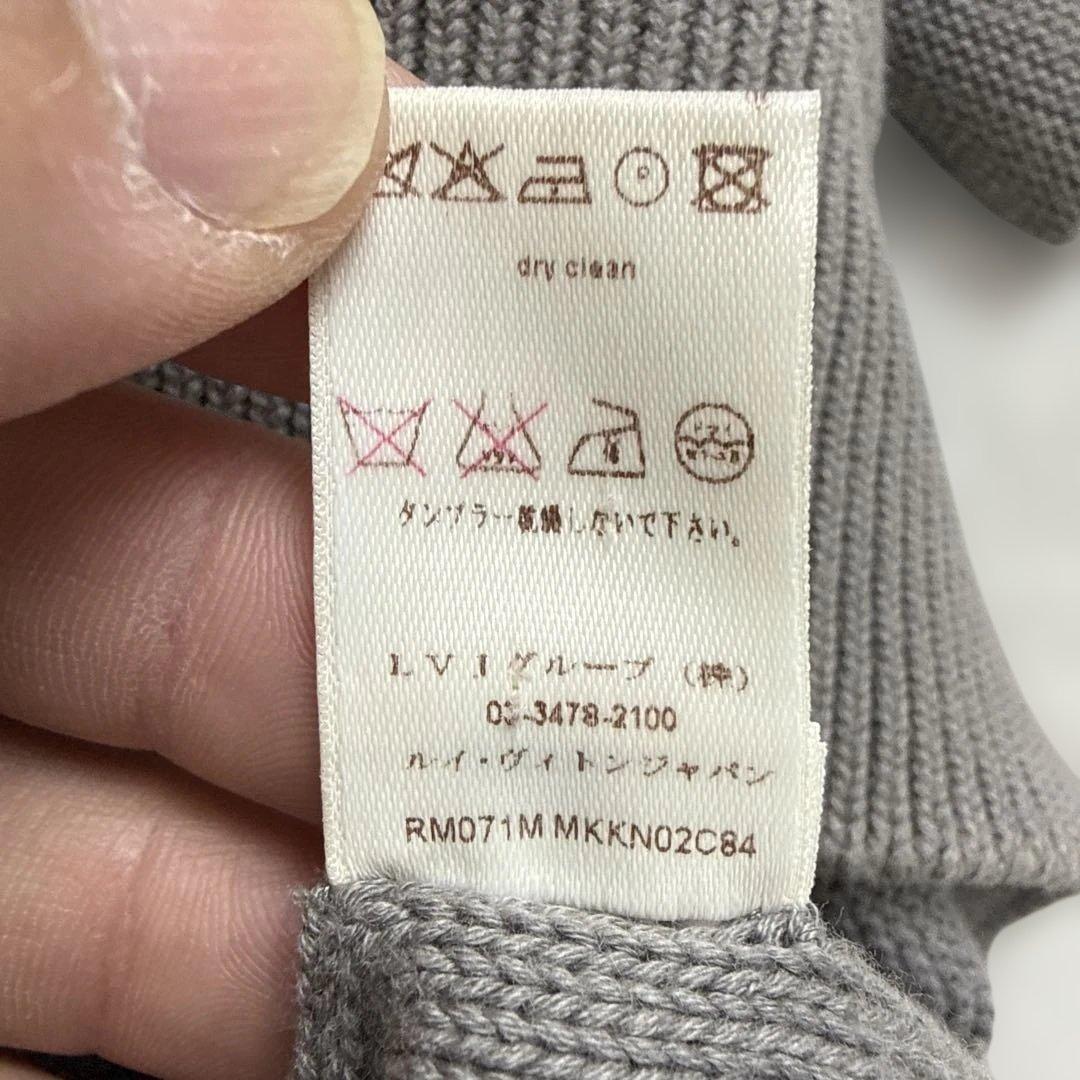 dry clean
タンブラー乾燥しないで下さい。
LVJグループ (株)
03-3478-2100
ルイ・ヴィトンジャパン
RM071M MKKN02C84